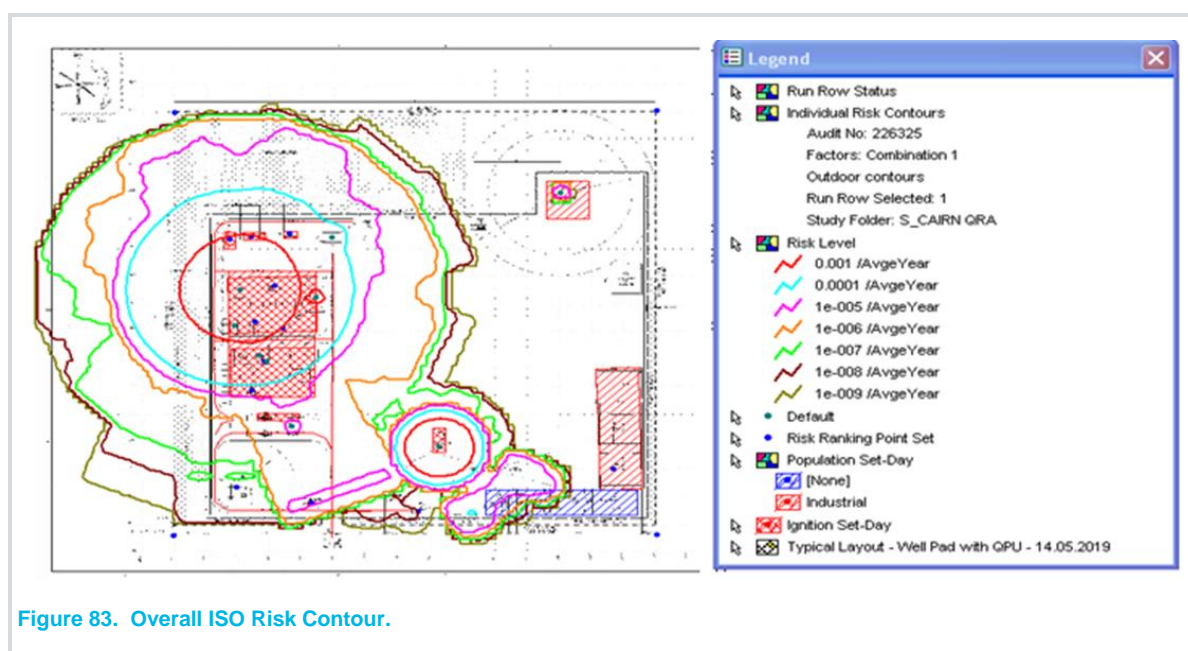 Legend
Run Row Status
Individual Risk Contours
Audit No: 226325
Factors: Combination 1
Outdoor contours
Run Row Selected: 1
Study Folder: S_CAIRN QRA
Risk Level
0.001 /AvgeYear
0.0001 /AvgeYear
1e-005 /AvgeYear
1e-006 /AvgeYear
1e-007 /AvgeYear
1e-008 /AvgeYear
1e-009 /AvgeYear
Default
Risk Ranking Point Set
Population Set-Day
[None]
Industrial
Ignition Set-Day
Typical Layout - Well Pad with QPU - 14.05.2019
Figure 83. Overall ISO Risk Contour.